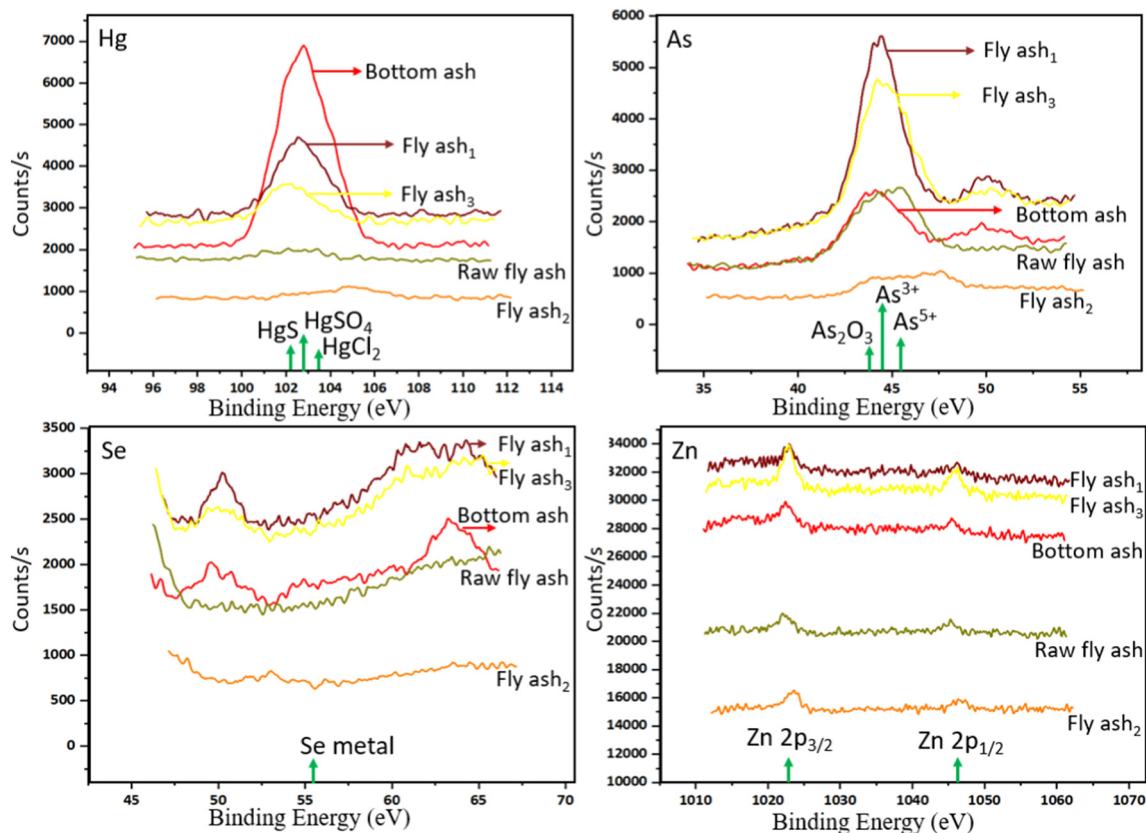 Hg
Counts/s
7000
6000
5000
4000
3000
2000
1000
0
Bottom ash
Fly ash₁
Fly ash₃
Raw fly ash
Fly ash₂
HgS
HgSO₄
HgCl₂
94 96 98 100 102 104 106 108 110 112 114
Binding Energy (eV)
As
Counts/s
6000
5000
4000
3000
2000
1000
0
Fly ash₁
Fly ash₃
Bottom ash
Raw fly ash
Fly ash₂
As₂O₃
As³⁺
As⁵⁺
35 40 45 50 55
Binding Energy (eV)
Se
Counts/s
3500
3000
2500
2000
1500
1000
500
0
Fly ash₁
Fly ash₃
Bottom ash
Raw fly ash
Fly ash₂
Se metal
45 50 55 60 65 70
Binding Energy (eV)
Zn
Counts/s
34000
32000
30000
28000
26000
24000
22000
20000
18000
16000
14000
12000
10000
Fly ash₁
Fly ash₃
Bottom ash
Raw fly ash
Fly ash₂
Zn 2p₃/₂
Zn 2p₁/₂
1010 1020 1030 1040 1050 1060 1070
Binding Energy (eV)